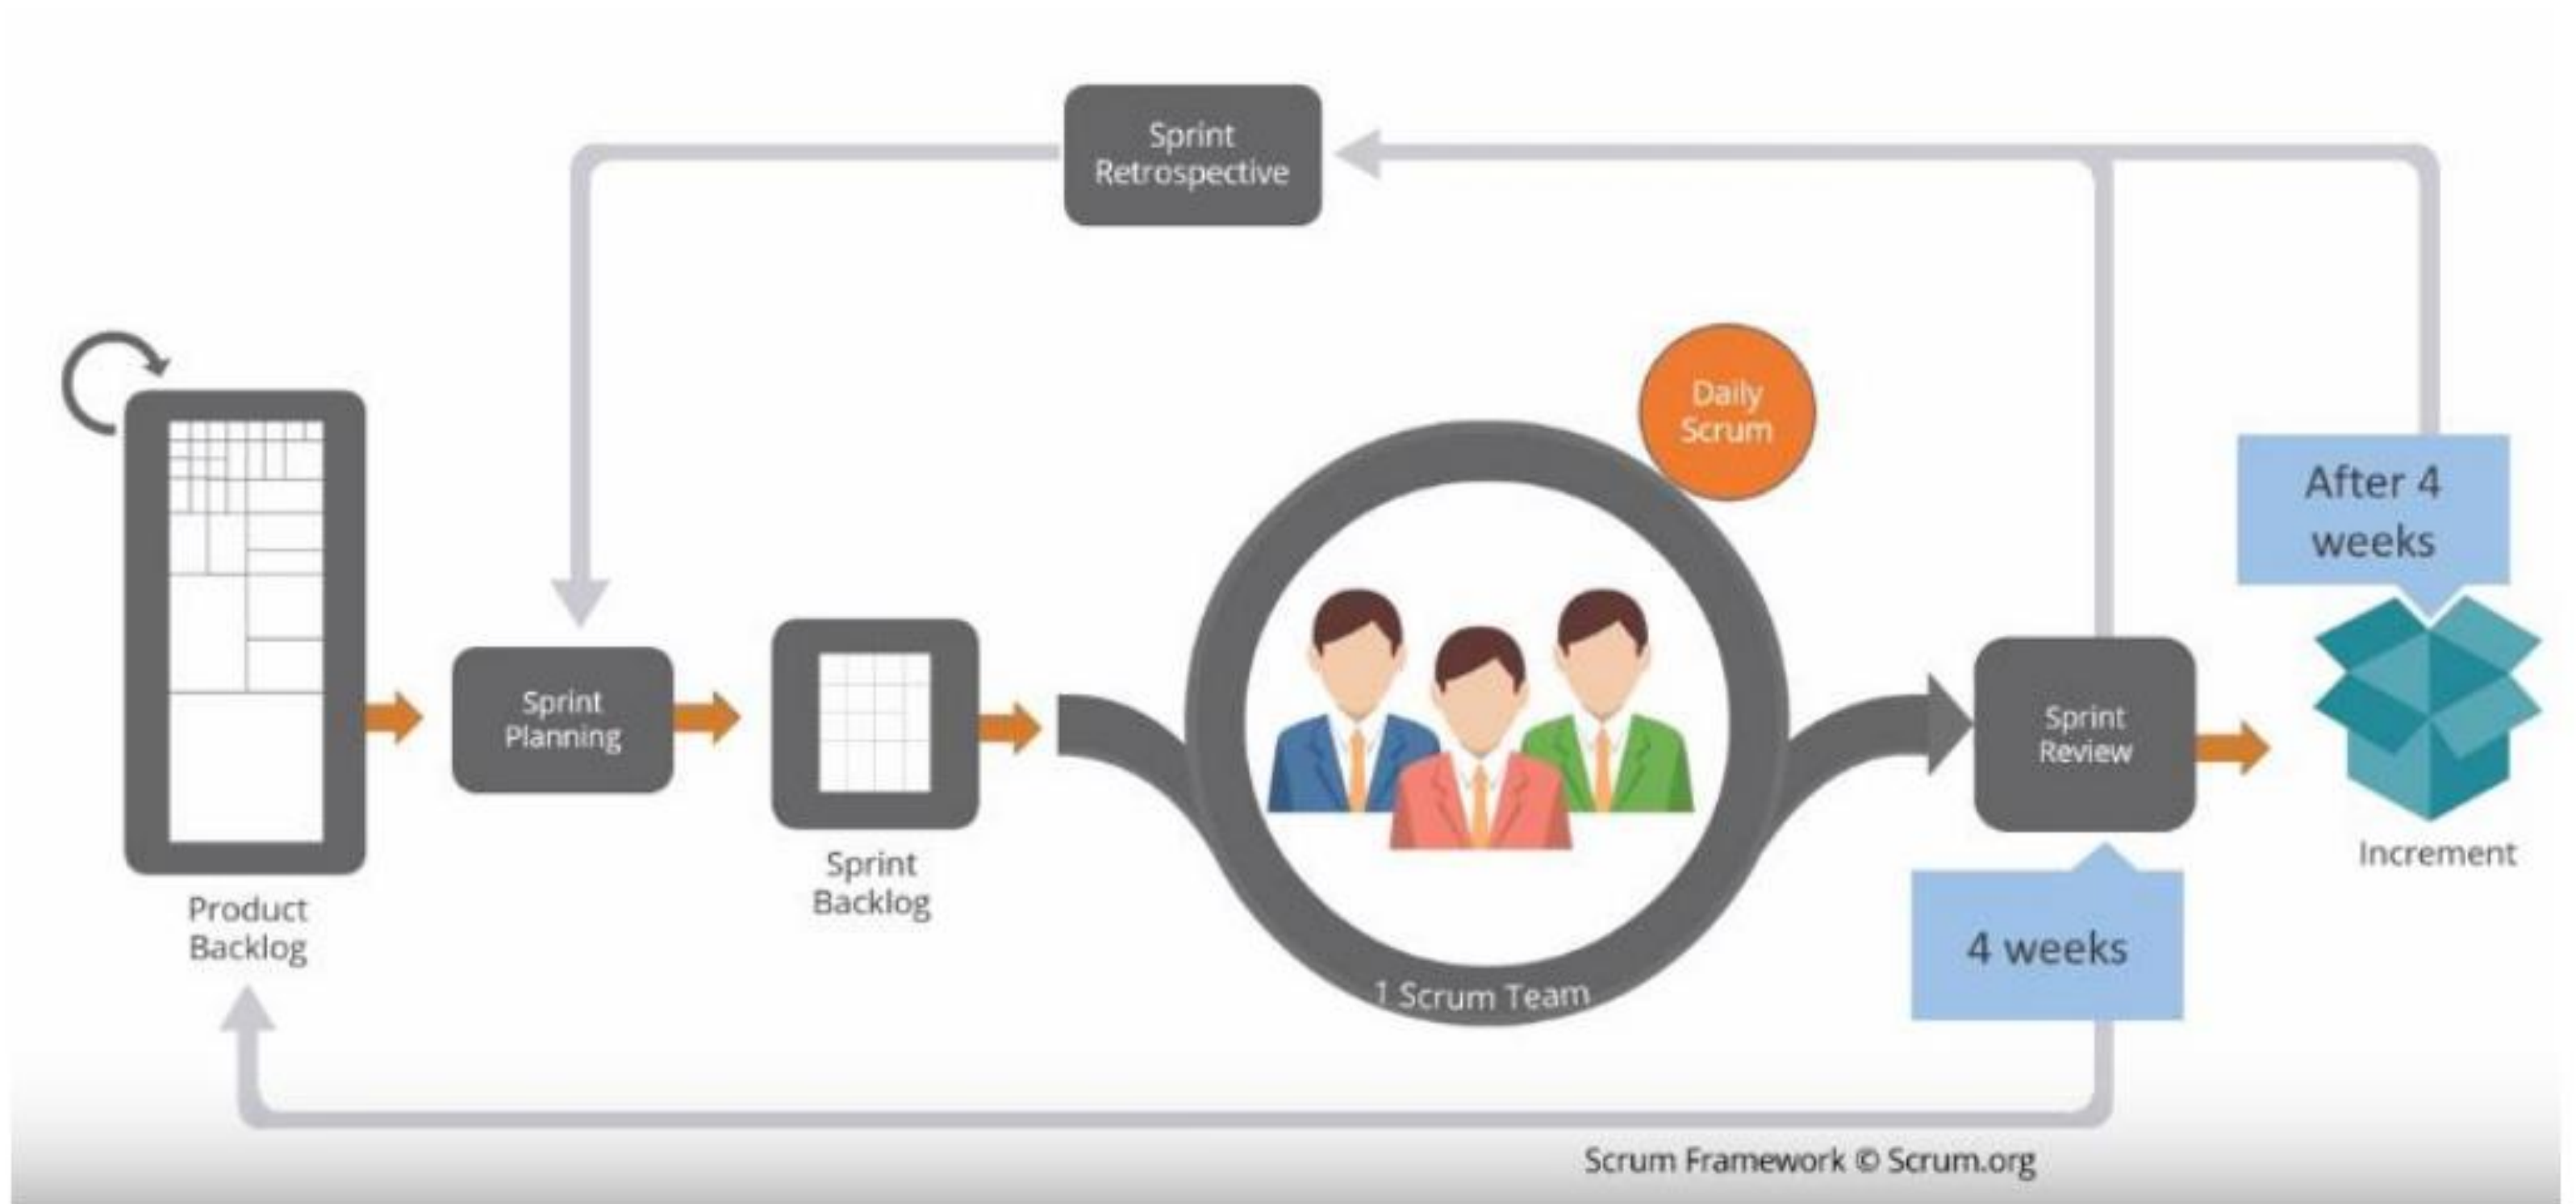 Sprint
Retrospective
Daily
Scrum
After 4
weeks
Sprint
Planning
Sprint
Review
Sprint
Backlog
Increment
Product
Backlog
4 weeks
1 Scrum Team
Scrum Framework © Scrum.org